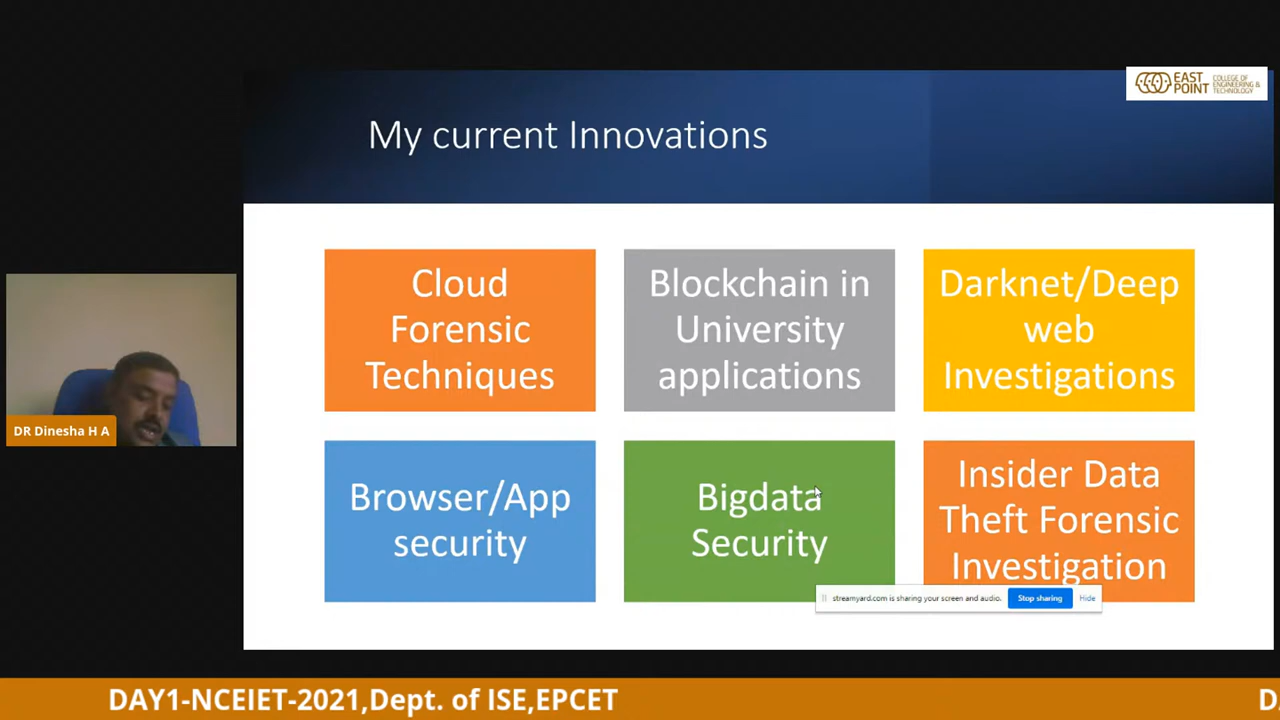 EAST
POINT
COLLEGE OF
ENGINEERING &
TECHNOLOGY
My current Innovations
Cloud
Forensic
Techniques
Blockchain in
University
applications
Darknet/Deep
web
Investigations
Browser/App
security
Bigdata
Security
Insider Data
Theft Forensic
Investigation
DR Dinesha H A
streamyard.com is sharing your screen and audio.
Stop sharing
Hide
DAY1-NCEIET-2021,Dept. of ISE,EPCET
D